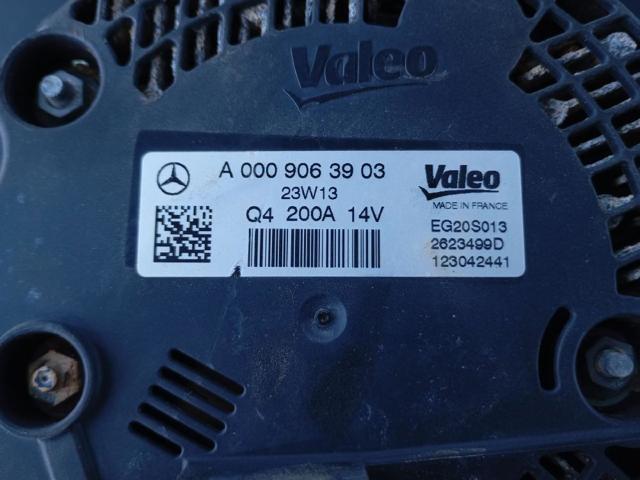 Valeo
A 000 906 39 03
23W13
Q4 200A 14V
Valeo
MADE IN FRANCE
EG20S013
2623499D
123042441